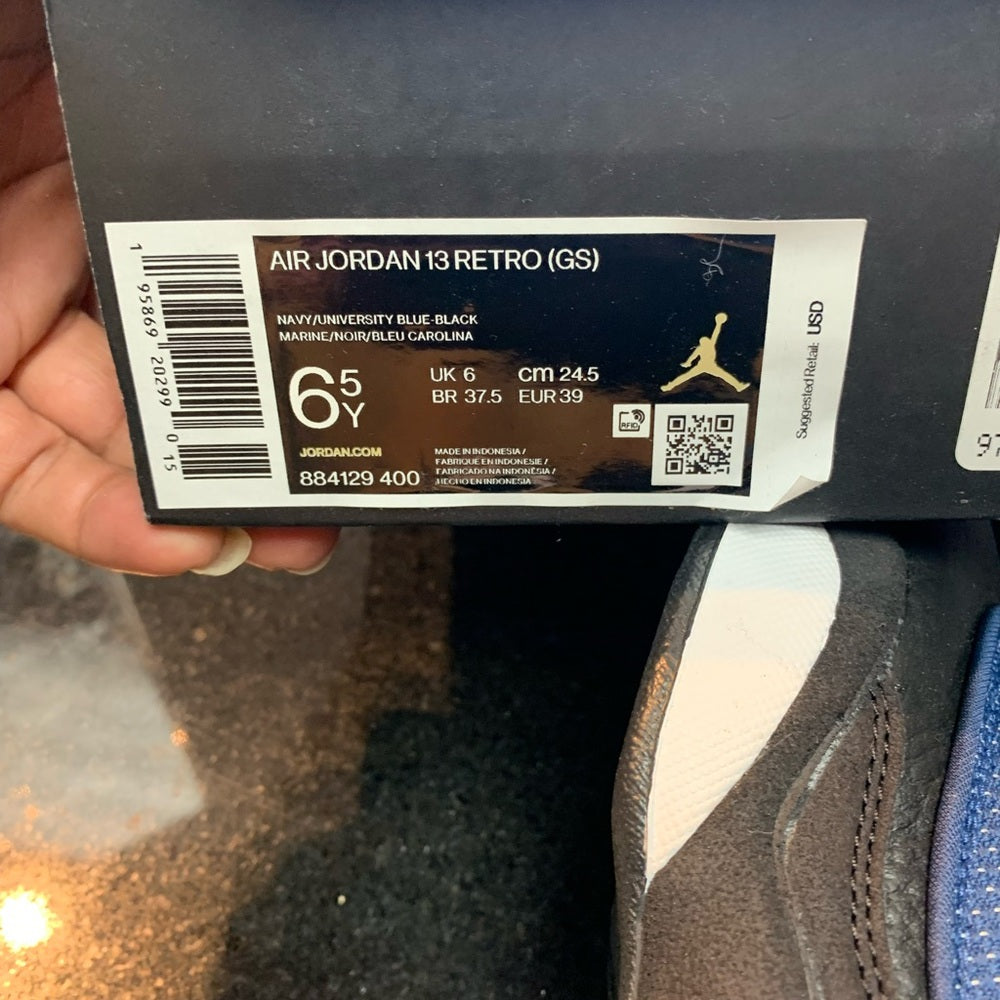 AIR JORDAN 13 RETRO (GS)
NAVY/UNIVERSITY BLUE-BLACK
MARINE/NOIR/BLEU CAROLINA
6 5Y
UK 6 cm 24.5
BR 37.5 EUR 39
RFID
JORDAN.COM
884129 400
MADE IN INDONESIA /
FABRIQUE EN INDONESIE /
FABRICADO NA INDONÉSIA /
HECHO EN INDONESIA
1 95869 20299 0 15
Suggested Retail: USD